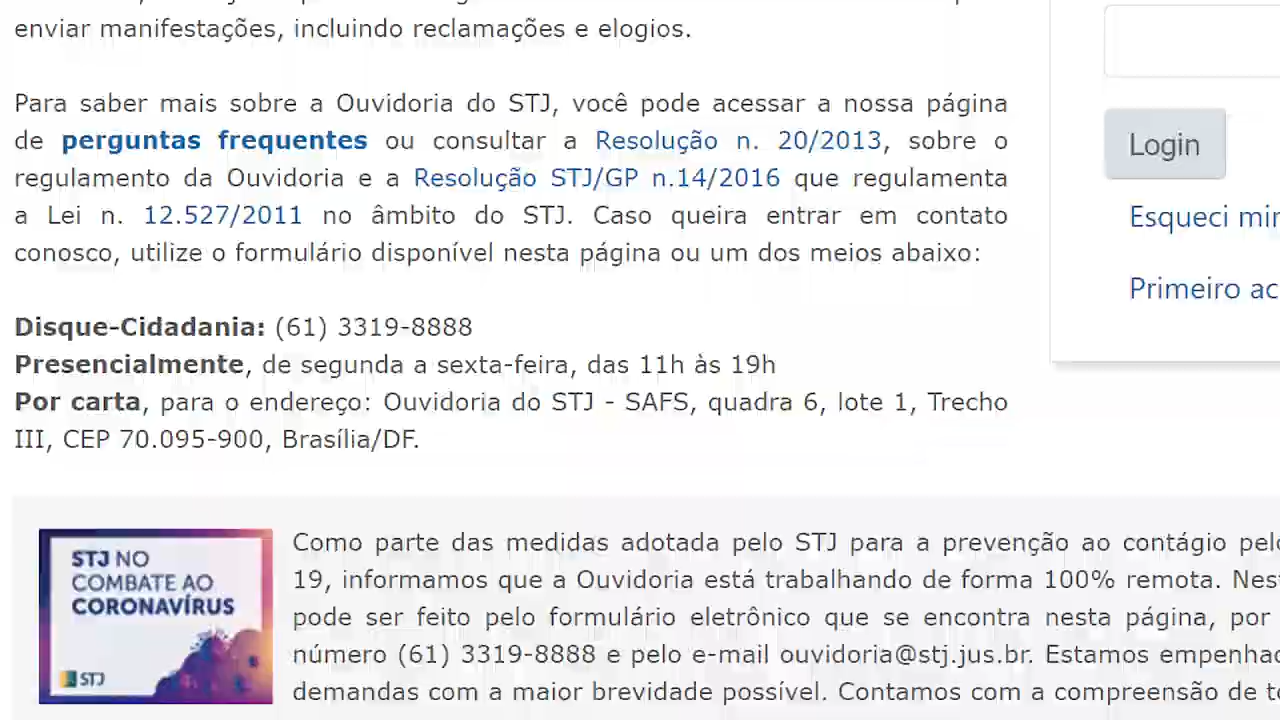 enviar manifestações, incluindo reclamações e elogios.
Para saber mais sobre a Ouvidoria do STJ, você pode acessar a nossa página
de perguntas frequentes ou consultar a Resolução n. 20/2013, sobre o
regulamento da Ouvidoria e a Resolução STJ/GP n.14/2016 que regulamenta
a Lei n. 12.527/2011 no âmbito do STJ. Caso queira entrar em contato
conosco, utilize o formulário disponível nesta página ou um dos meios abaixo:
Disque-Cidadania: (61) 3319-8888
Presencialmente, de segunda a sexta-feira, das 11h às 19h
Por carta, para o endereço: Ouvidoria do STJ - SAFS, quadra 6, lote 1, Trecho
III, CEP 70.095-900, Brasília/DF.
Login
Esqueci
Primeiro
STJ NO
COMBATE AO
CORONAVÍRUS
STJ
Como parte das medidas adotada pelo STJ para a prevenção ao contágio
19, informamos que a Ouvidoria está trabalhando de forma 100% remota.
pode ser feito pelo formulário eletrônico que se encontra nesta página, por
número (61) 3319-8888 e pelo e-mail ouvidoria@stj.jus.br. Estamos
demandas com a maior brevidade possível. Contamos com a compreensão de